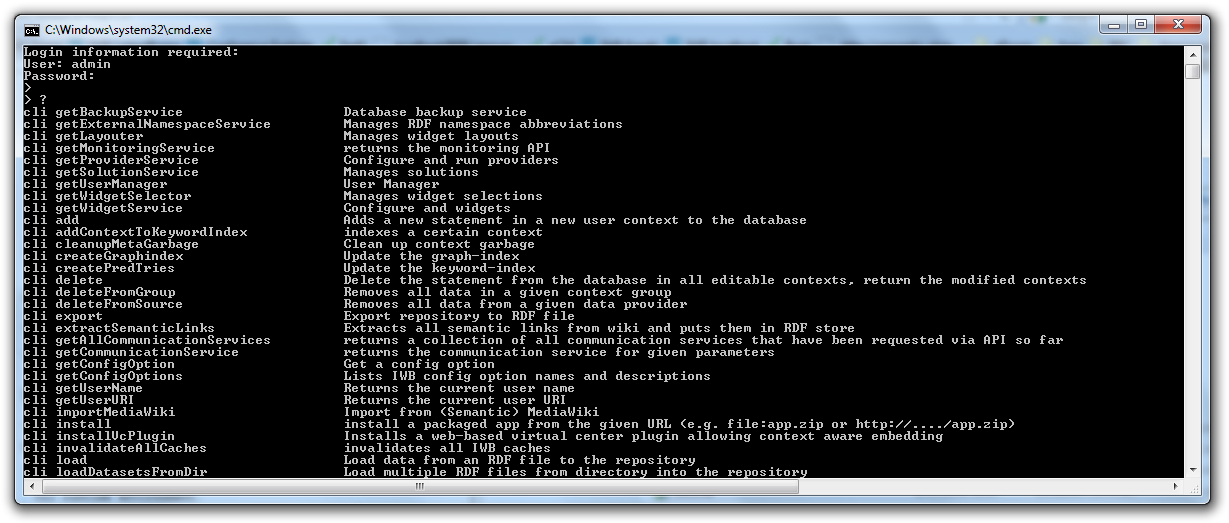 C:\Windows\system32\cmd.exe
Login information required:
User: admin
Password:
>
> ?
cli getBackupService Database backup service
cli getExternalNamespaceService Manages RDF namespace abbreviations
cli getLayouter Manages widget layouts
cli getMonitoringService returns the monitoring API
cli getProviderService Configure and run providers
cli getSolutionService Manages solutions
cli getUserManager User Manager
cli getWidgetSelector Manages widget selections
cli getWidgetService Configure and widgets
cli add Adds a new statement in a new user context to the database
cli addContextToKeywordIndex indexes a certain context
cli cleanupMetaGarbage Clean up context garbage
cli createGraphindex Update the graph-index
cli createPredTries Update the keyword-index
cli delete Delete the statement from the database in all editable contexts, return the modified contexts
cli deleteFromGroup Removes all data in a given context group
cli deleteFromSource Removes all data from a given data provider
cli export Export repository to RDF file
cli extractSemanticLinks Extracts all semantic links from wiki and puts them in RDF store
cli getAllCommunicationServices returns a collection of all communication services that have been requested via API so far
cli getCommunicationService returns the communication service for given parameters
cli getConfigOption Get a config option
cli getConfigOptions Lists IWB config option names and descriptions
cli getUserName Returns the current user name
cli getUserURI Returns the current user URI
cli importMediaWiki Import from (Semantic) MediaWiki
cli install install a packaged app from the given URL (e.g. file:app.zip or http://..../app.zip)
cli installVcPlugin Installs a web-based virtual center plugin allowing context aware embedding
cli invalidateAllCaches invalidates all IWB caches
cli load Load data from an RDF file to the repository
cli loadDatasetsFromDir Load multiple RDF files from directory into the repository